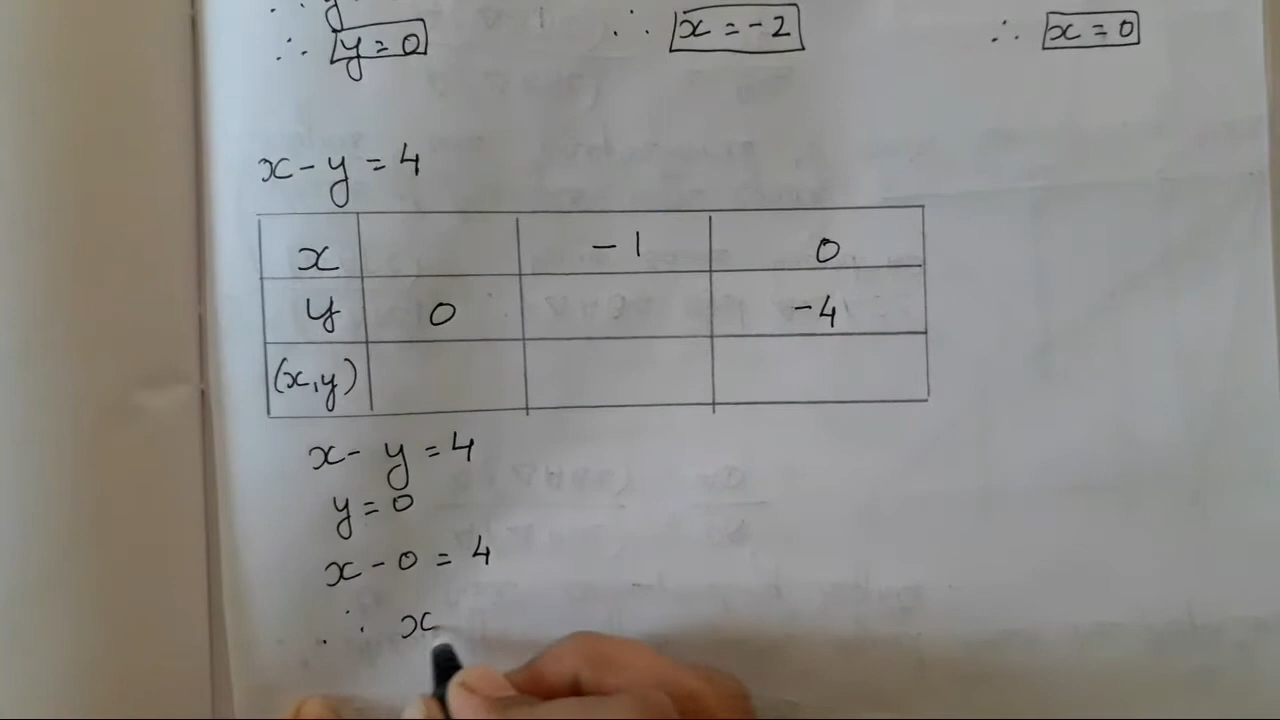 ∴ y = 0 ∴ x = -2 ∴ x = 0
x - y = 4
x -1 0
y 0 -4
(x,y)
x - y = 4
y = 0
x - 0 = 4
∴ x